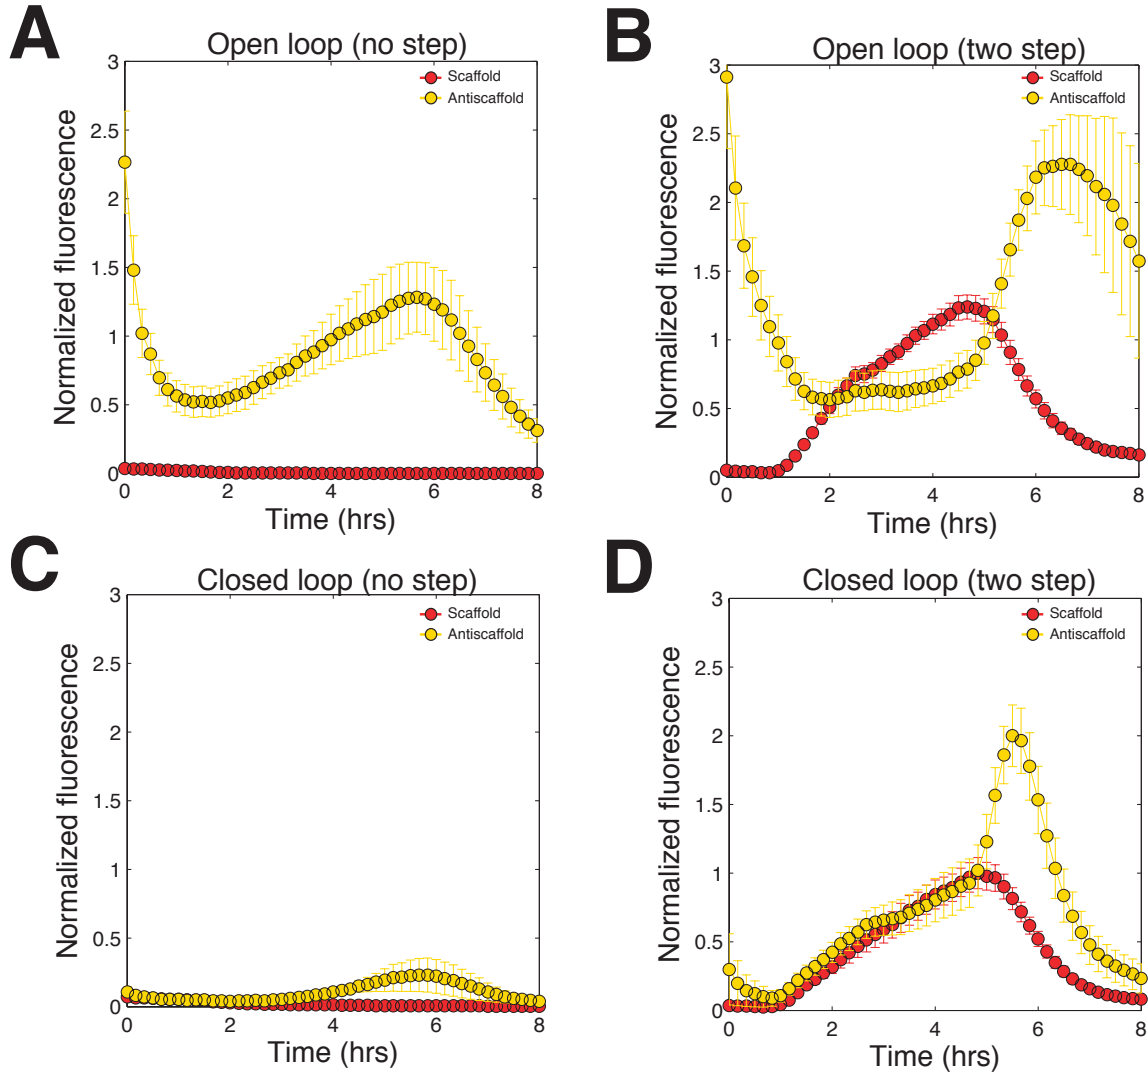 A
Open loop (no step)
Scaffold
Antiscaffold
Normalized fluorescence
3
2.5
2
1.5
1
0.5
0
0 2 4 6 8
Time (hrs)
B
Open loop (two step)
Scaffold
Antiscaffold
Normalized fluorescence
3
2.5
2
1.5
1
0.5
0
0 2 4 6 8
Time (hrs)
C
Closed loop (no step)
Scaffold
Antiscaffold
Normalized fluorescence
3
2.5
2
1.5
1
0.5
0
0 2 4 6 8
Time (hrs)
D
Closed loop (two step)
Scaffold
Antiscaffold
Normalized fluorescence
3
2.5
2
1.5
1
0.5
0
0 2 4 6 8
Time (hrs)